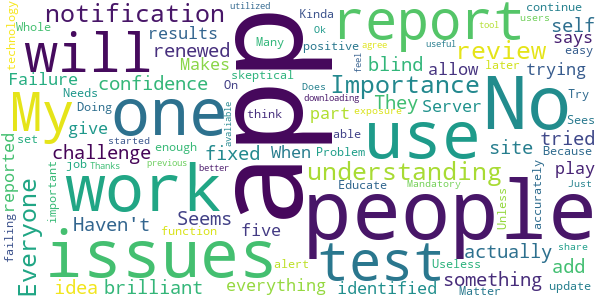 technology
Whole
notification
utilized
Kinda
Ok
agree
tool
users
continue
self
results
renewed
Many
positive
report
useful
later
easy
review
says
will
Makes
skeptical
feel
blind
allow
trying
Failure
confidence
On
Does
downloading
Importance
Server
Needs
Doing
available
think
exposure
They
Try
Sees
My
one
app
able
part
No
tried
Because
set
job
started
enough
Problem
use
site
reported
give
fixed
When
previous
better
challenge
Thanks
understanding
play
Just
work
Educate
Mandatory
accurately
Unless
important
Everyone
Haven't
Seems
five
people
add
failing
function
issues
alert
test
actually
share
something
idea
brilliant
everything
identified
Useless
Matter
update